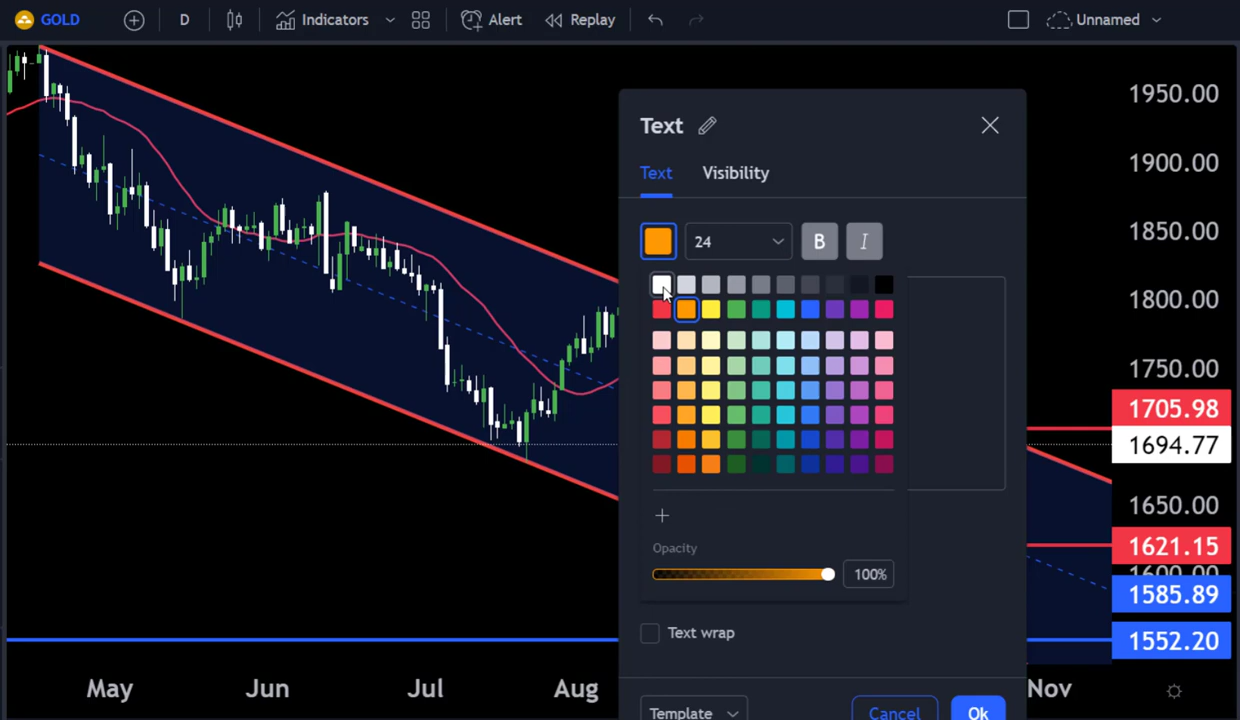 GOLD D Indicators Alert Replay Unnamed
1950.00
Text
1900.00
Text Visibility
24 B I
1850.00
1800.00
1750.00
1705.98
1694.77
1650.00
Opacity
1621.15
100%
1600.00
1585.89
Text wrap
1552.20
May Jun Jul Aug Nov
Template Cancel Ok